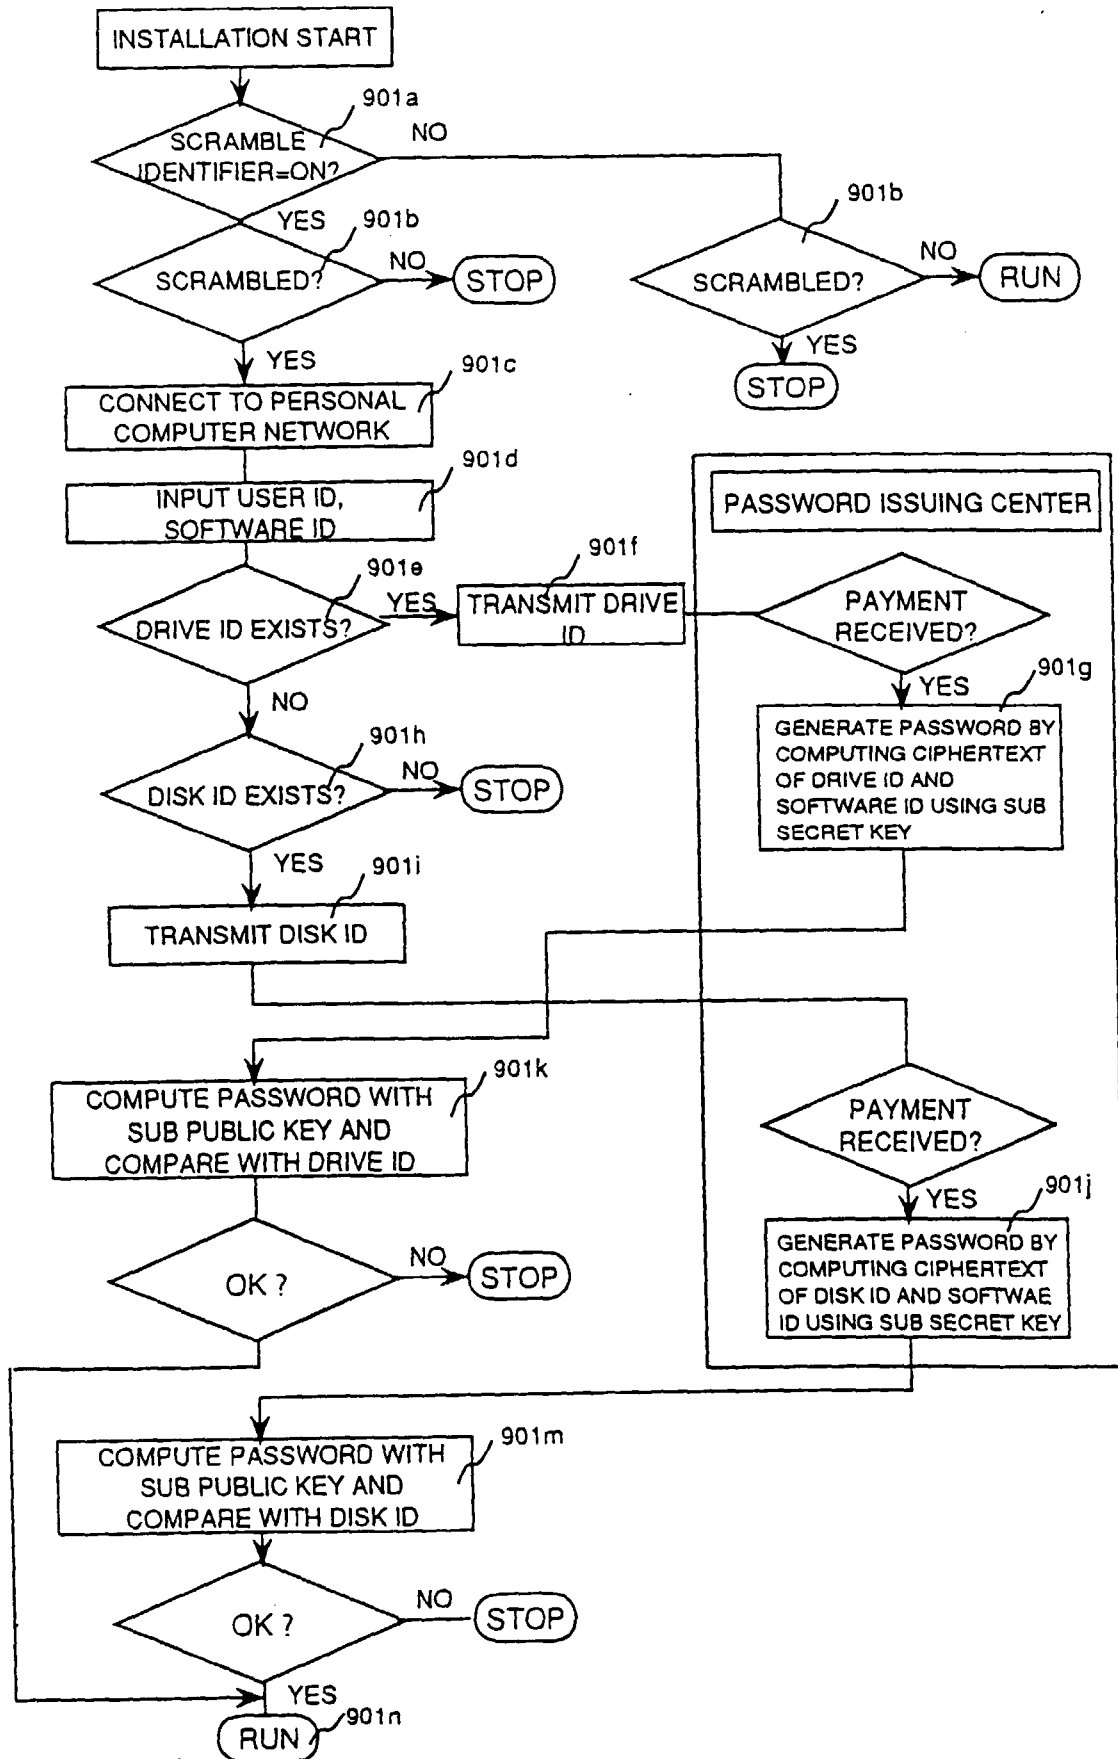 INSTALLATION START
901a
SCRAMBLE
IDENTIFIER=ON?
NO
YES
901b
SCRAMBLED?
NO
STOP
901b
SCRAMBLED?
NO
RUN
YES
STOP
YES
901c
CONNECT TO PERSONAL
COMPUTER NETWORK
901d
INPUT USER ID,
SOFTWARE ID
PASSWORD ISSUING CENTER
901e
DRIVE ID EXISTS?
YES
901f
TRANSMIT DRIVE
ID
PAYMENT
RECEIVED?
YES
901g
GENERATE PASSWORD BY
COMPUTING CIPHERTEXT
OF DRIVE ID AND
SOFTWARE ID USING SUB
SECRET KEY
NO
901h
DISK ID EXISTS?
NO
STOP
YES
901i
TRANSMIT DISK ID
901k
COMPUTE PASSWORD WITH
SUB PUBLIC KEY AND
COMPARE WITH DRIVE ID
PAYMENT
RECEIVED?
YES
901j
GENERATE PASSWORD BY
COMPUTING CIPHERTEXT
OF DISK ID AND SOFTWAE
ID USING SUB SECRET KEY
OK ?
NO
STOP
901m
COMPUTE PASSWORD WITH
SUB PUBLIC KEY AND
COMPARE WITH DISK ID
OK ?
NO
STOP
YES
901n
RUN